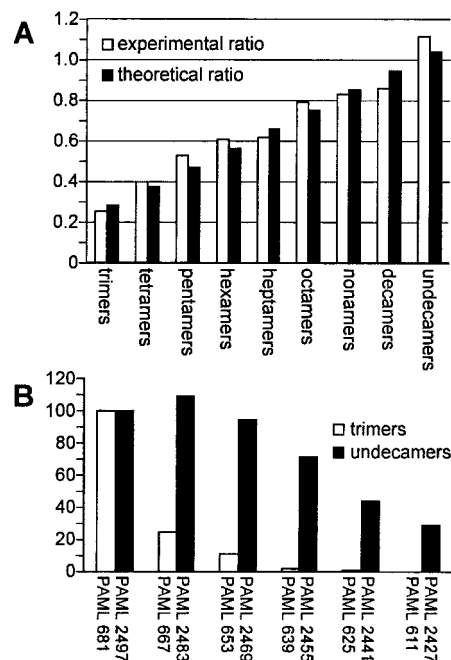 A
1.2
1
0.8
0.6
0.4
0.2
0
experimental ratio
theoretical ratio
trimers
tetramers
pentamers
hexamers
heptamers
octamers
nonamers
decamers
undecamers
B
120
100
80
60
40
20
0
trimers
undecamers
PAML 681
PAML 2497
PAML 667
PAML 2483
PAML 653
PAML 2469
PAML 639
PAML 2455
PAML 625
PAML 2441
PAML 611
PAML 2427